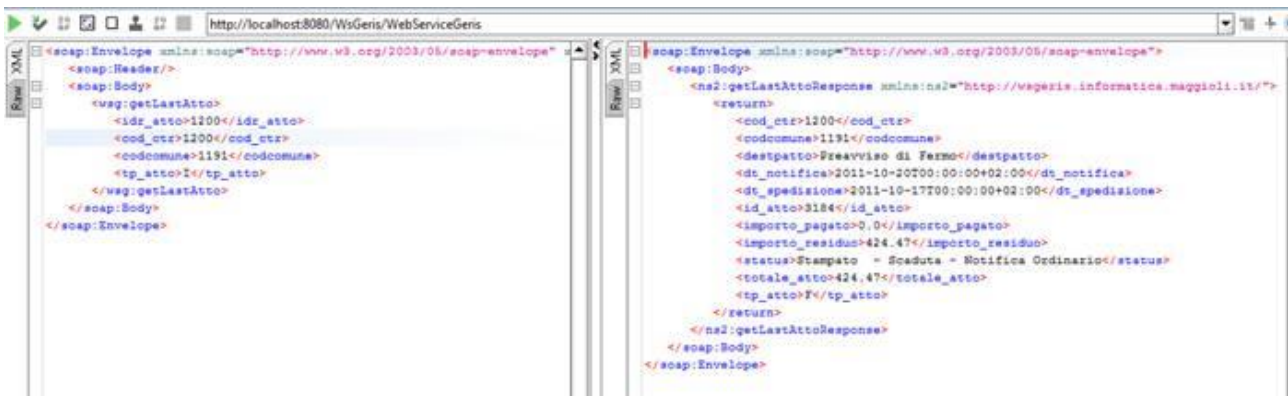 http://localhost:8080/WsGeris/WebServiceGeris
XML
Raw
<soap:Envelope xmlns:soap="http://www.w3.org/2003/05/soap-envelope"
<soap:Header/>
<soap:Body>
<wsg:getLastAtto>
<idr_atto>1200</idr_atto>
<cod_ctr>1200</cod_ctr>
<codcomune>1191</codcomune>
<tp_atto>I</tp_atto>
</wsg:getLastAtto>
</soap:Body>
</soap:Envelope>
XML
Raw
<soap:Envelope xmlns:soap="http://www.w3.org/2003/05/soap-envelope">
<soap:Body>
<ns2:getLastAttoResponse xmlns:ns2="http://wsgeris.informatica.maggioli.it/">
<return>
<cod_ctr>1200</cod_ctr>
<codcomune>1191</codcomune>
<destpatto>Preavviso di Fermo</destpatto>
<dt_notifica>2011-10-20T00:00:00+02:00</dt_notifica>
<dt_spedizione>2011-10-17T00:00:00+02:00</dt_spedizione>
<id_atto>3184</id_atto>
<importo_pagato>0.0</importo_pagato>
<importo_residuo>424.47</importo_residuo>
<status>Stampato - Scaduta - Notifica Ordinario</status>
<totale_atto>424.47</totale_atto>
<tp_atto>F</tp_atto>
</return>
</ns2:getLastAttoResponse>
</soap:Body>
</soap:Envelope>